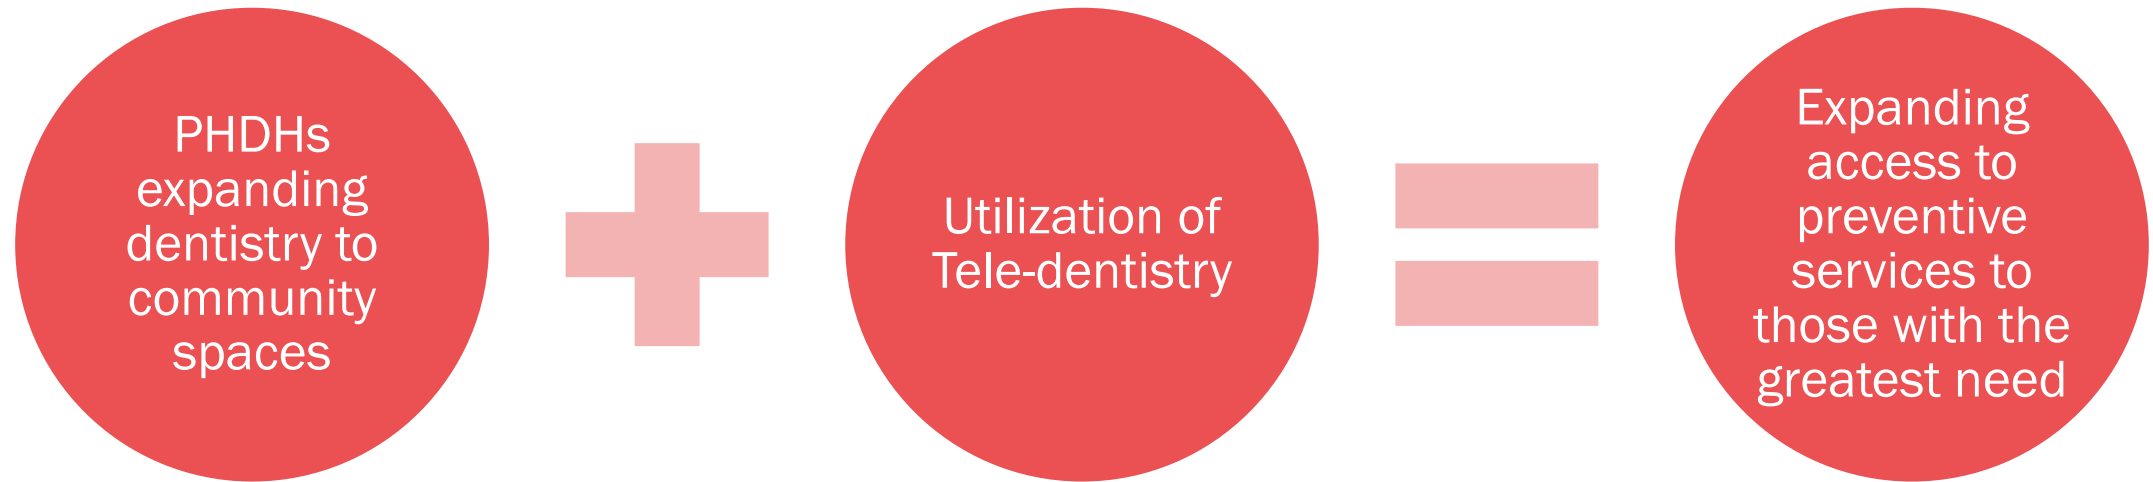 PHDHs
expanding
dentistry to
community
spaces
Utilization of
Tele-dentistry
Expanding
access to
preventive
services to
those with the
greatest need